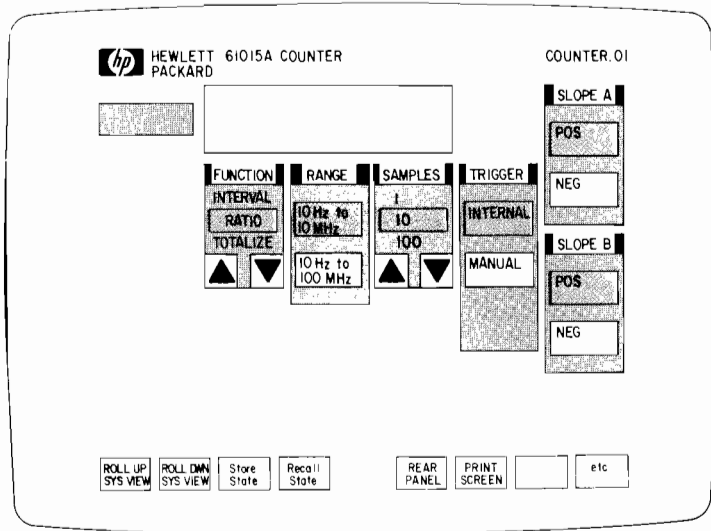 hp HEWLETT PACKARD
61015A COUNTER
COUNTER.01
FUNCTION
INTERVAL
RATIO
TOTALIZE
RANGE
10 Hz to
10 MHz
10 Hz to
100 MHz
SAMPLES
1
10
100
TRIGGER
INTERNAL
MANUAL
SLOPE A
POS
NEG
SLOPE B
POS
NEG
ROLL UP
SYS VIEW
ROLL DWN
SYS VIEW
Store
State
Recall
State
REAR
PANEL
PRINT
SCREEN
etc